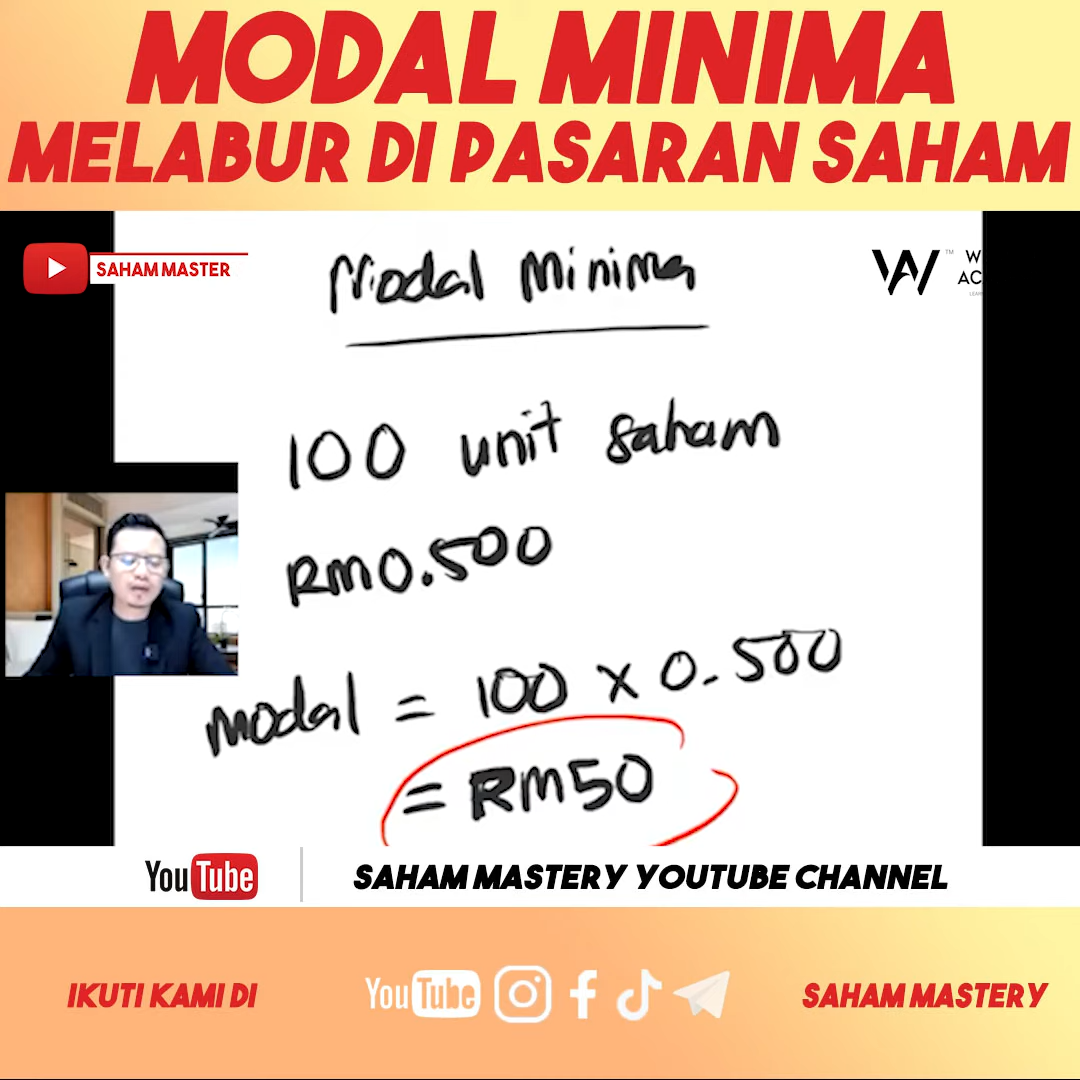 MODAL MINIMA
MELABUR DI PASARAN SAHAM
SAHAM MASTER
Modal Minima
100 unit saham
RM0.500
modal = 100 x 0.500
= RM50
YouTube
SAHAM MASTERY YOUTUBE CHANNEL
IKUTI KAMI DI
YouTube
SAHAM MASTERY